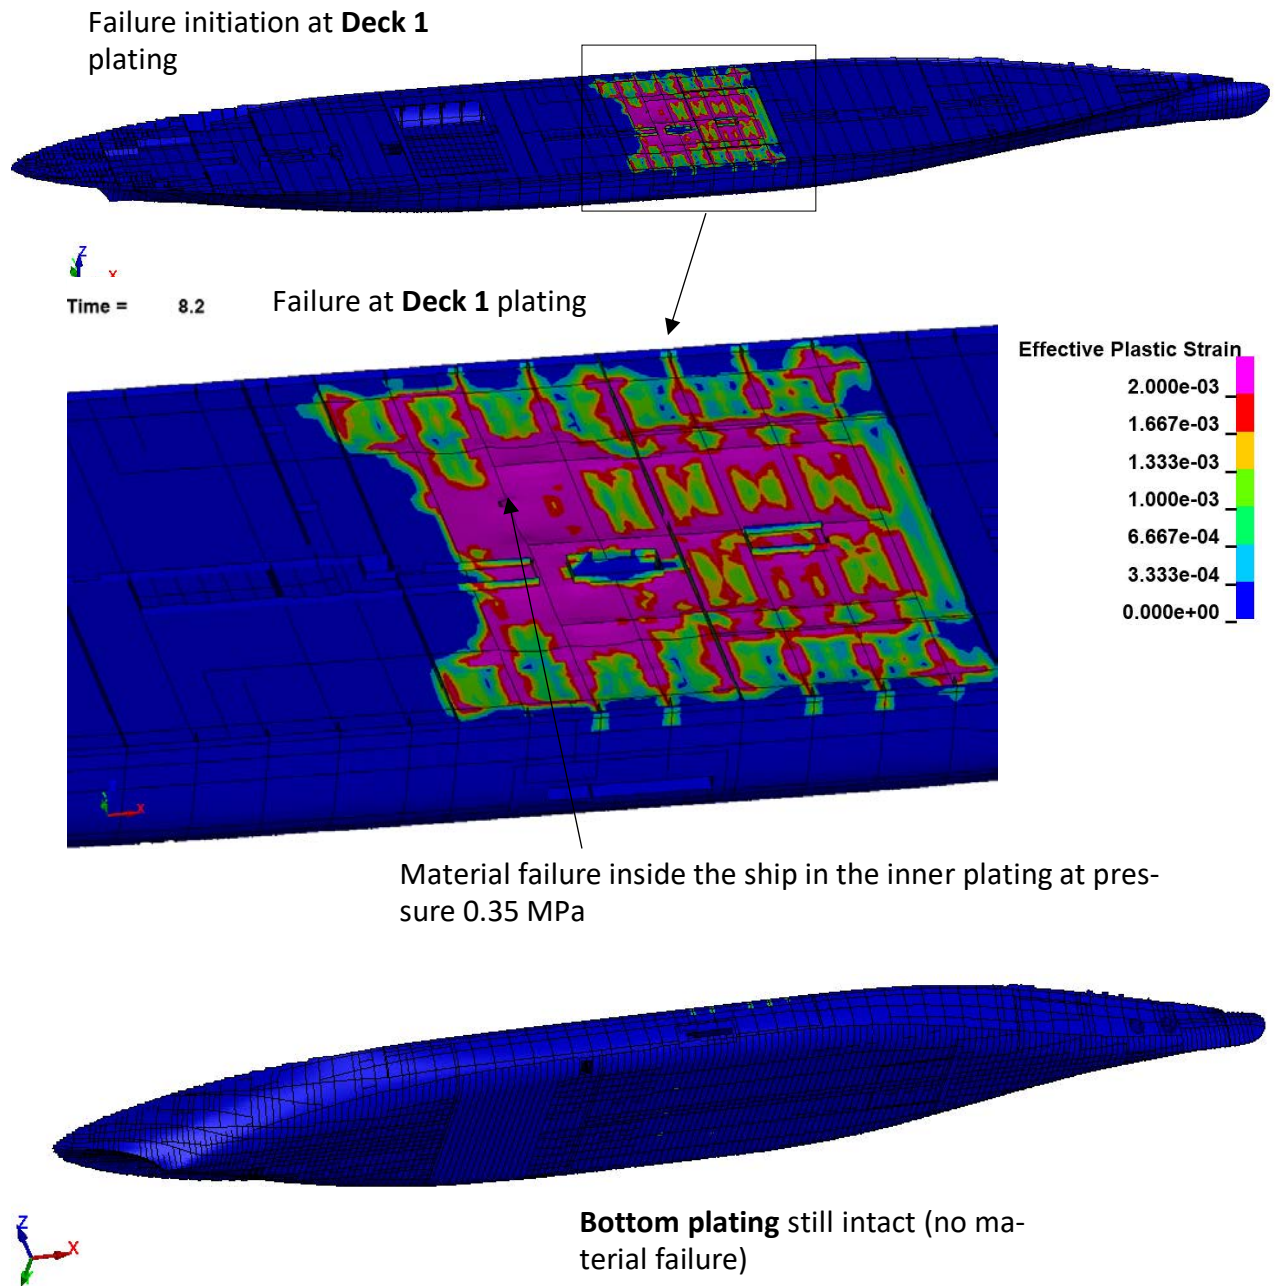 Failure initiation at Deck 1
plating
Z
X
Time = 8.2
Failure at Deck 1 plating
Effective Plastic Strain
2.000e-03
1.667e-03
1.333e-03
1.000e-03
6.667e-04
3.333e-04
0.000e+00
X
Material failure inside the ship in the inner plating at pres-
sure 0.35 MPa
Z
X
Bottom plating still intact (no ma-
terial failure)